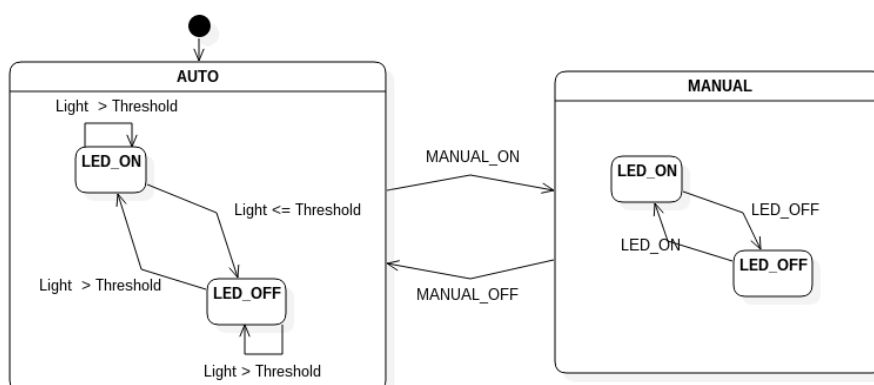 AUTO
MANUAL
Light > Threshold
LED_ON
MANUAL_ON
LED_ON
Light <= Threshold
LED_OFF
LED_ON
Light > Threshold
LED_OFF
LED_OFF
MANUAL_OFF
Light > Threshold